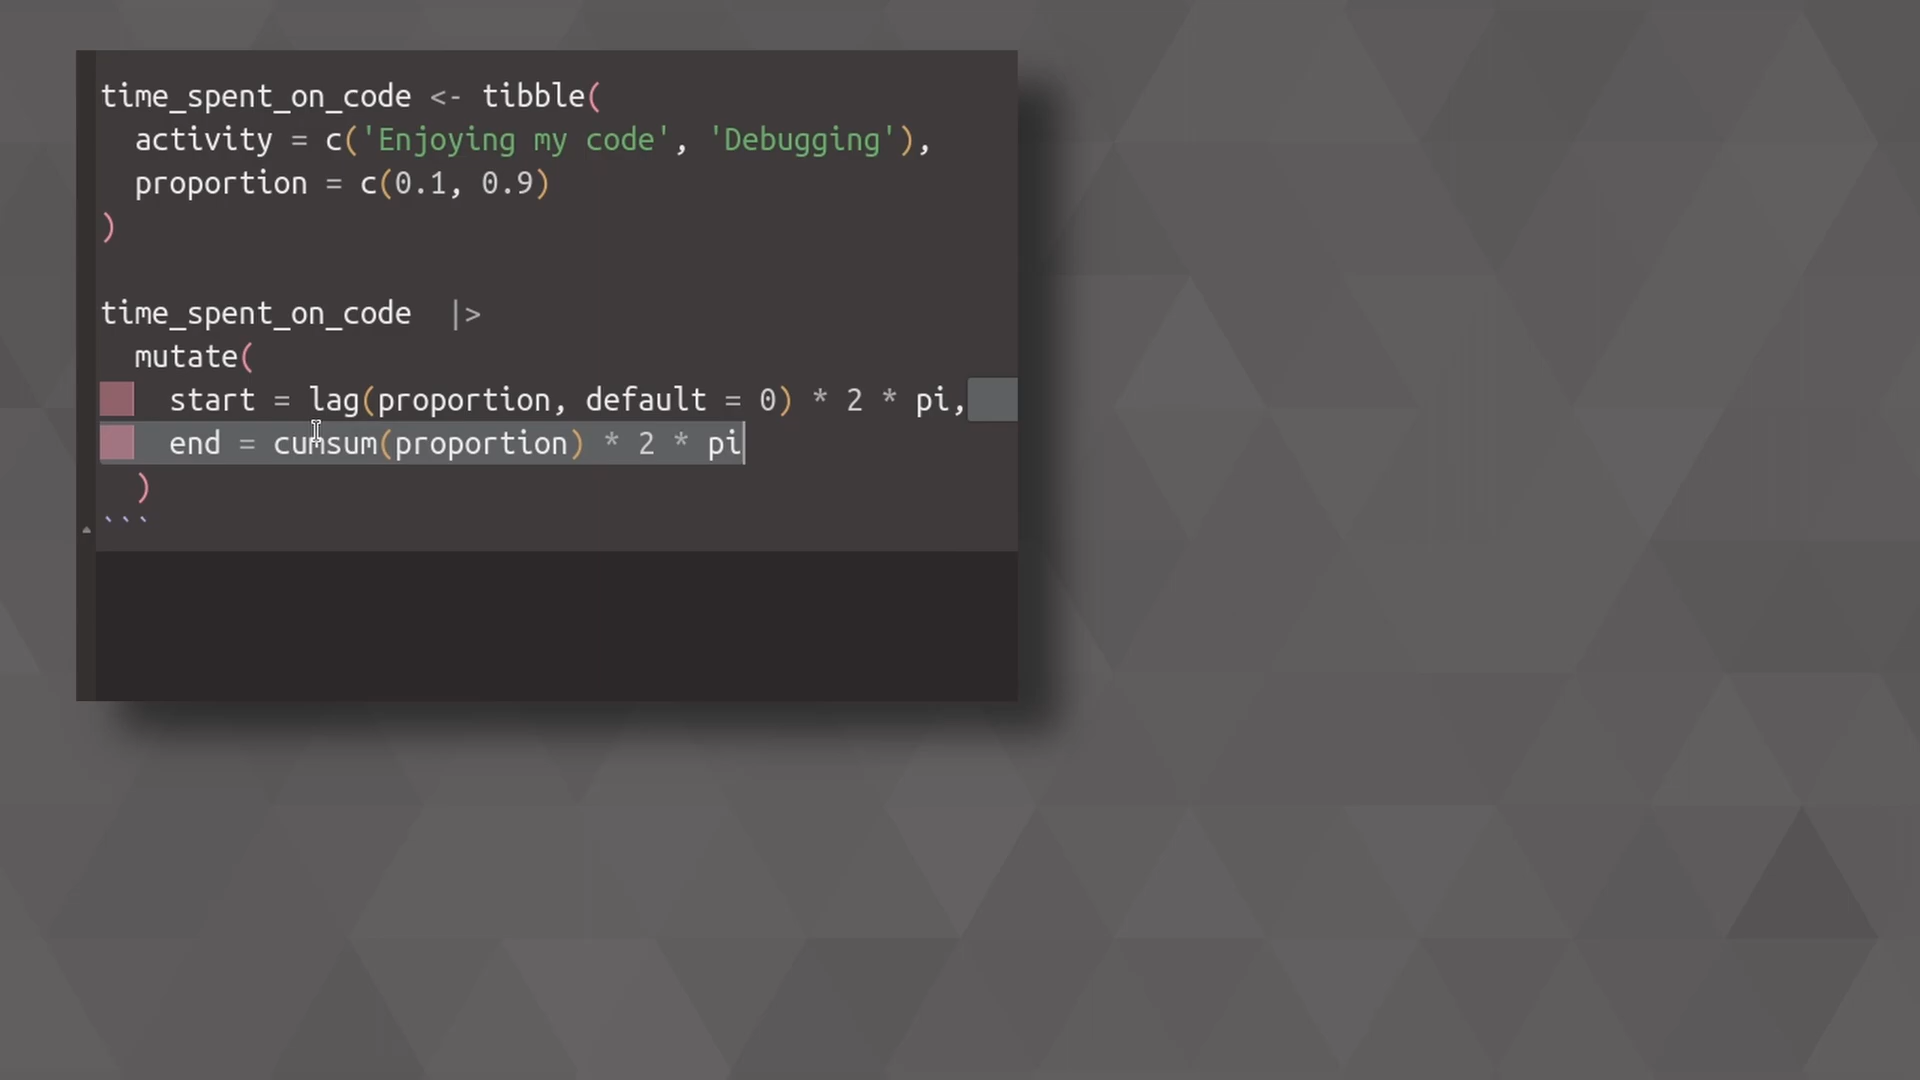 time_spent_on_code <- tibble(
  activity = c('Enjoying my code', 'Debugging'),
  proportion = c(0.1, 0.9)
)

time_spent_on_code  |>
  mutate(
    start = lag(proportion, default = 0) * 2 * pi,
    end = cumsum(proportion) * 2 * pi
  )
```